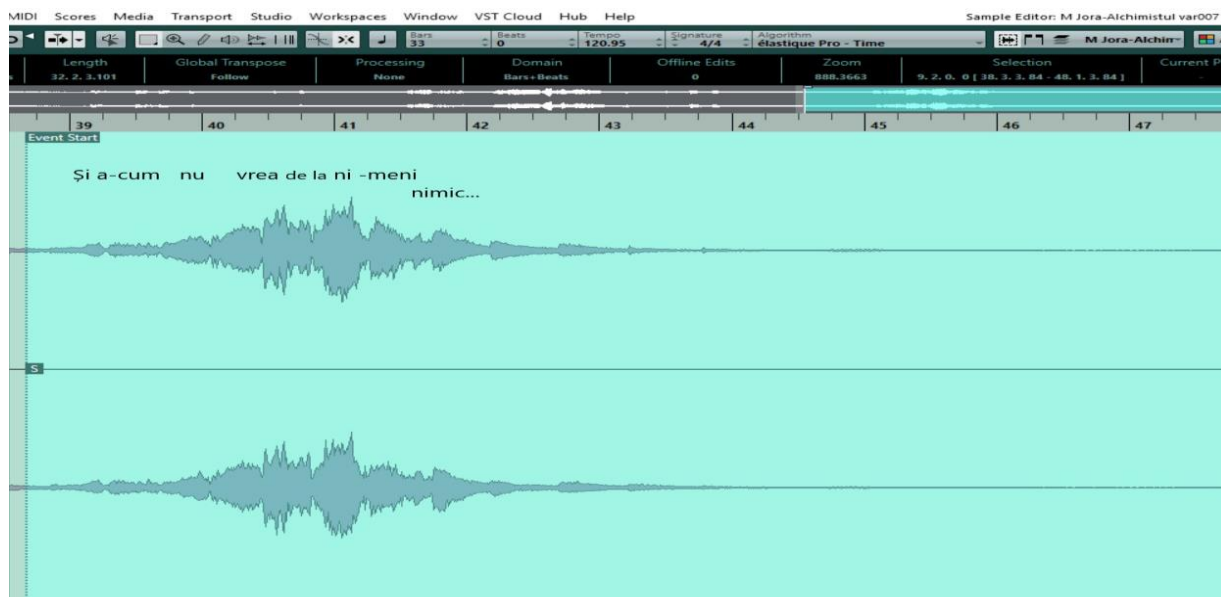 MIDI Scores Media Transport Studio Workspaces Window VST Cloud Hub Help Sample Editor: M Jora-Alchimistul var007
Bars Beats Tempo Signature Algorithm
33 0 120.95 4/4 élastique Pro - Time M Jora-Alchim
Length Global Transpose Processing Domain Offline Edits Zoom Selection Current P
32. 2. 3.101 Follow None Bars+Beats 0 888.3663 9. 2. 0. 0 [ 38. 3. 3. 84 - 48. 1. 3. 84 ]
39 40 41 42 43 44 45 46 47
Event Start
Și a-cum nu vrea de la ni -meni
nimic...
S